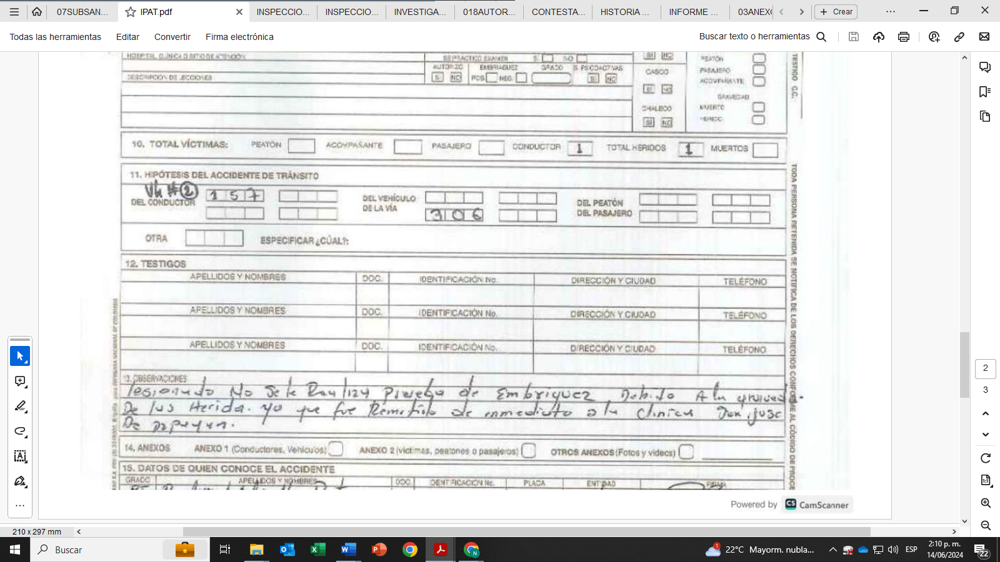 07SUBSAN...
IPAT.pdf
INSPECCIO...
INSPECCIO...
INVESTIGA...
018AUTOR...
CONTESTA...
HISTORIA ...
INFORME ...
03ANEXO
Crear
Todas las herramientas Editar Convertir Firma electrónica
Buscar texto o herramientas
HOSPITAL, CLÍNICA O SITIO DE ATENCIÓN
SE PRACTICÓ EXAMEN SI NO
AUTORIZÓ EMBRIAGUEZ GRADO S. PSICOACTIVAS
SI NO POS NEG SI NO
DESCRIPCIÓN DE LESIONES
SI NO
CASCO
SI NO
CHALECO
SI NO
PEATÓN
PASAJERO
ACOMPAÑANTE
GRAVEDAD
MUERTO
HERIDO
TESTIGO C.C.
10. TOTAL VÍCTIMAS: PEATÓN ACOMPAÑANTE PASAJERO CONDUCTOR 1 TOTAL HERIDOS 1 MUERTOS
11. HIPÓTESIS DEL ACCIDENTE DE TRÁNSITO
Vh #2
DEL CONDUCTOR 157
DEL VEHÍCULO
DE LA VÍA 306
DEL PEATÓN
DEL PASAJERO
OTRA ESPECIFICAR ¿CÚAL?:
12. TESTIGOS
APELLIDOS Y NOMBRES DOC. IDENTIFICACIÓN No. DIRECCIÓN Y CIUDAD TELÉFONO
APELLIDOS Y NOMBRES DOC. IDENTIFICACIÓN No. DIRECCIÓN Y CIUDAD TELÉFONO
APELLIDOS Y NOMBRES DOC. IDENTIFICACIÓN No. DIRECCIÓN Y CIUDAD TELÉFONO
13. OBSERVACIONES
Lesionado No Se le Realiza Prueba de Embriguez Debido A la
De las Herida. ya que fue Remitido de inmediato a la Clinica
De
14. ANEXOS ANEXO 1 (Conductores, Vehículos) ANEXO 2 (víctimas, peatones o pasajeros) OTROS ANEXOS (Fotos y videos)
15. DATOS DE QUIEN CONOCE EL ACCIDENTE
GRADO APELLIDOS Y NOMBRES DOC. IDENTIFICACIÓN No. PLACA ENTIDAD FIRMA
TODA PERSONA RETENIDA SE NOTIFICA DE LOS DERECHOS CONFORME AL CÓDIGO DE PROCE
Powered by CS CamScanner
2
3
210 x 297 mm
Buscar
22°C Mayorm. nubla...
ESP
2:10 p. m.
14/06/2024
22